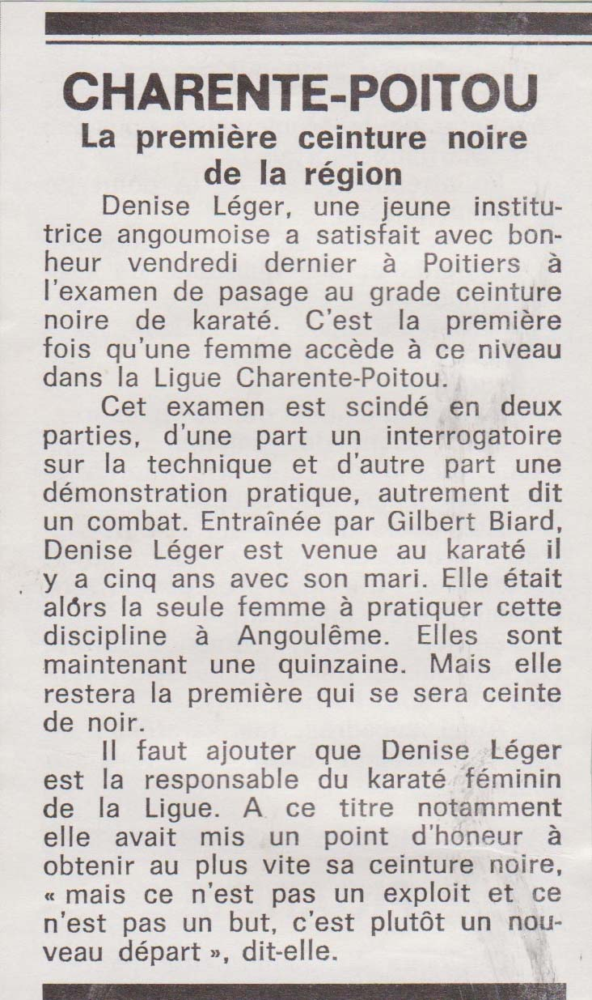 CHARENTE-POITOU
La première ceinture noire
de la région
Denise Léger, une jeune institu-
trice angoumoise a satisfait avec bon-
heur vendredi dernier à Poitiers à
l'examen de pasage au grade ceinture
noire de karaté. C'est la première
fois qu'une femme accède à ce niveau
dans la Ligue Charente-Poitou.
Cet examen est scindé en deux
parties, d'une part un interrogatoire
sur la technique et d'autre part une
démonstration pratique, autrement dit
un combat. Entraînée par Gilbert Biard,
Denise Léger est venue au karaté il
y a cinq ans avec son mari. Elle était
alórs la seule femme à pratiquer cette
discipline à Angoulême. Elles sont
maintenant une quinzaine. Mais elle
restera la première qui se sera ceinte
de noir.
Il faut ajouter que Denise Léger
est la responsable du karaté féminin
de la Ligue. A ce titre notamment
elle avait mis un point d'honeur à
obtenir au plus vite sa ceinture noire,
« mais ce n'est pas un exploit et ce
n'est pas un but, c'est plutôt un nou-
veau départ », dit-elle.